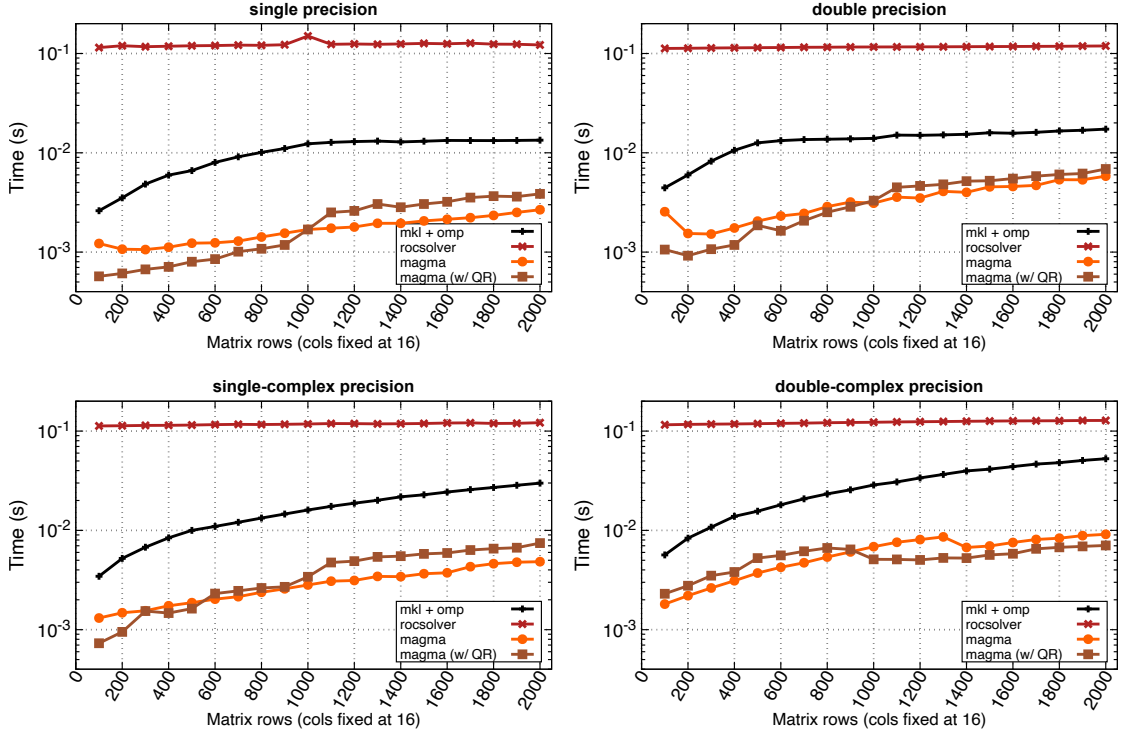 single precision
Time (s)
10⁻¹
10⁻²
10⁻³
mkl + omp
rocsolver
magma
magma (w/ QR)
0 200 400 600 800 1000 1200 1400 1600 1800 2000
Matrix rows (cols fixed at 16)
double precision
Time (s)
10⁻¹
10⁻²
10⁻³
mkl + omp
rocsolver
magma
magma (w/ QR)
0 200 400 600 800 1000 1200 1400 1600 1800 2000
Matrix rows (cols fixed at 16)
single-complex precision
Time (s)
10⁻¹
10⁻²
10⁻³
mkl + omp
rocsolver
magma
magma (w/ QR)
0 200 400 600 800 1000 1200 1400 1600 1800 2000
Matrix rows (cols fixed at 16)
double-complex precision
Time (s)
10⁻¹
10⁻²
10⁻³
mkl + omp
rocsolver
magma
magma (w/ QR)
0 200 400 600 800 1000 1200 1400 1600 1800 2000
Matrix rows (cols fixed at 16)